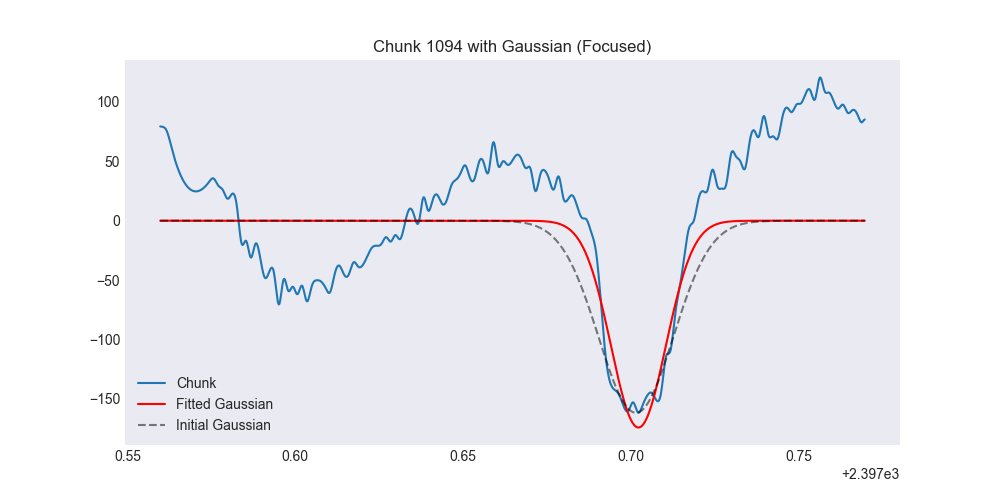 Chunk 1094 with Gaussian (Focused)
100
50
0
−50
−100
−150
Chunk
Fitted Gaussian
Initial Gaussian
0.55 0.60 0.65 0.70 0.75
+2.397e3